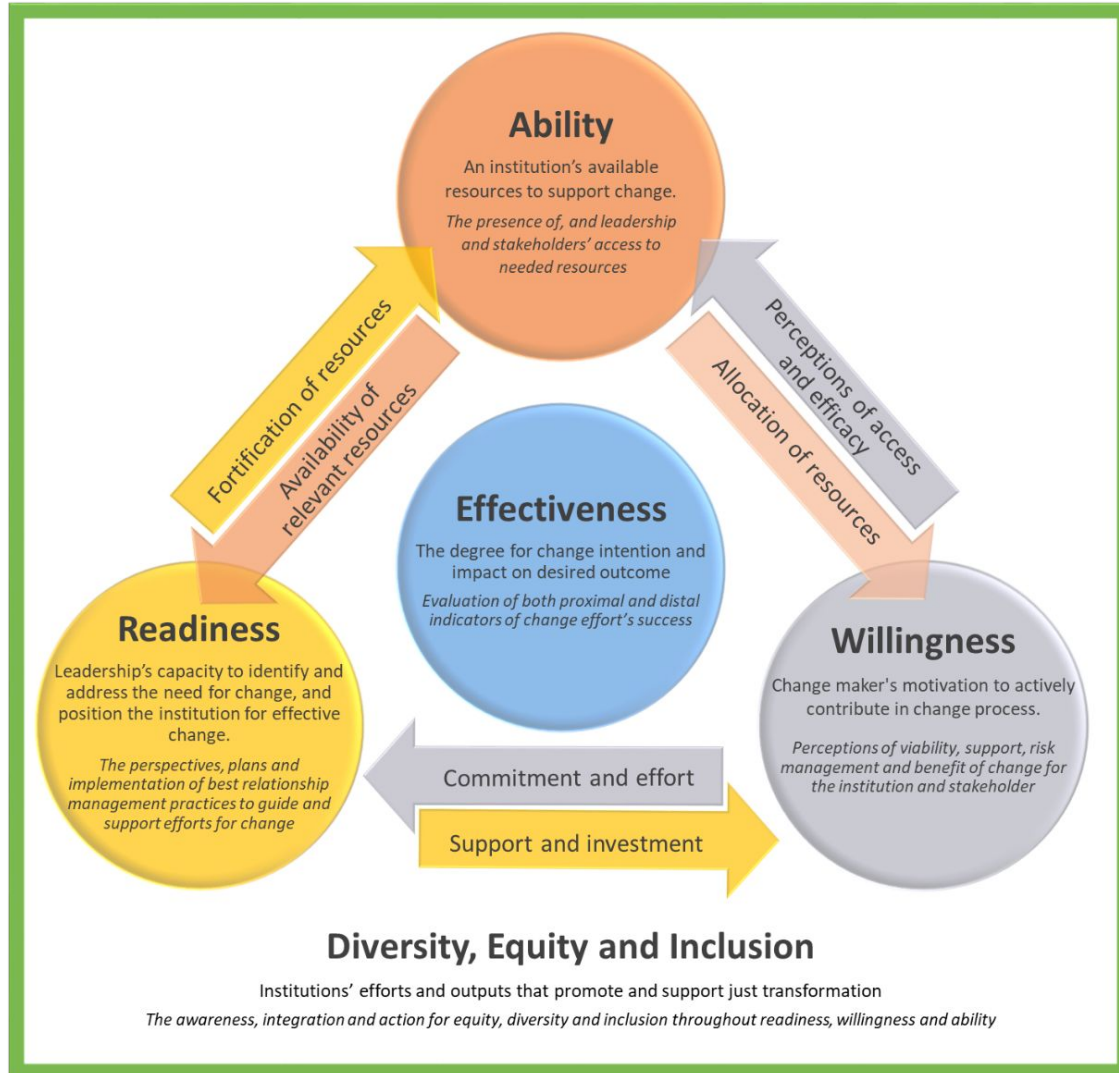 Ability
An institution's available
resources to support change.
The presence of, and leadership
and stakeholders' access to
needed resources
Fortification of resources
Availability of
relevant resources
Perceptions of access
and efficacy
Allocation of resources
Effectiveness
The degree for change intention and
impact on desired outcome
Evaluation of both proximal and distal
indicators of change effort's success
Readiness
Leadership's capacity to identify and
address the need for change, and
position the institution for effective
change.
The perspectives, plans and
implementation of best relationship
management practices to guide and
support efforts for change
Willingness
Change maker's motivation to actively
contribute in change process.
Perceptions of viability, support, risk
management and benefit of change for
the institution and stakeholder
Commitment and effort
Support and investment
Diversity, Equity and Inclusion
Institutions' efforts and outputs that promote and support just transformation
The awareness, integration and action for equity, diversity and inclusion throughout readiness, willingness and ability